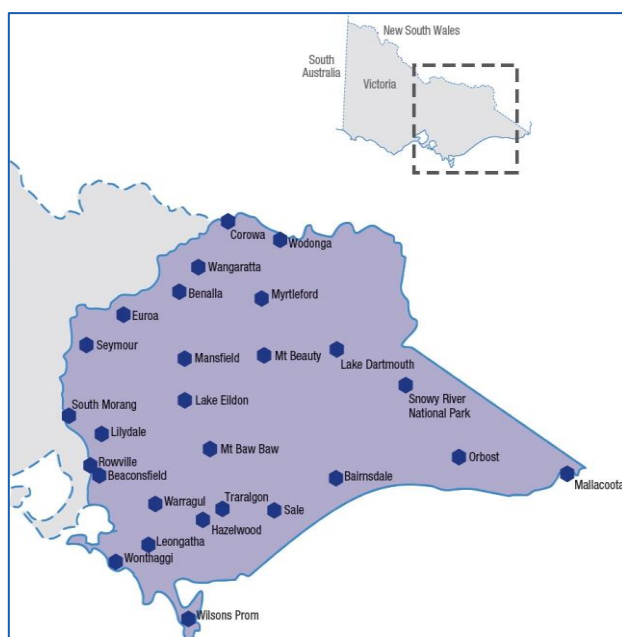 New South Wales
South
Australia
Victoria
Corowa
Wodonga
Wangaratta
Benalla
Myrtleford
Euroa
Seymour
Mansfield
Mt Beauty
Lake Dartmouth
Snowy River
National Park
Lake Eildon
South Morang
Lilydale
Mt Baw Baw
Orbost
Rowville
Beaconsfield
Bairnsdale
Mallacoota
Warragul
Traralgon
Sale
Hazelwood
Leongatha
Wonthaggi
Wilsons Prom